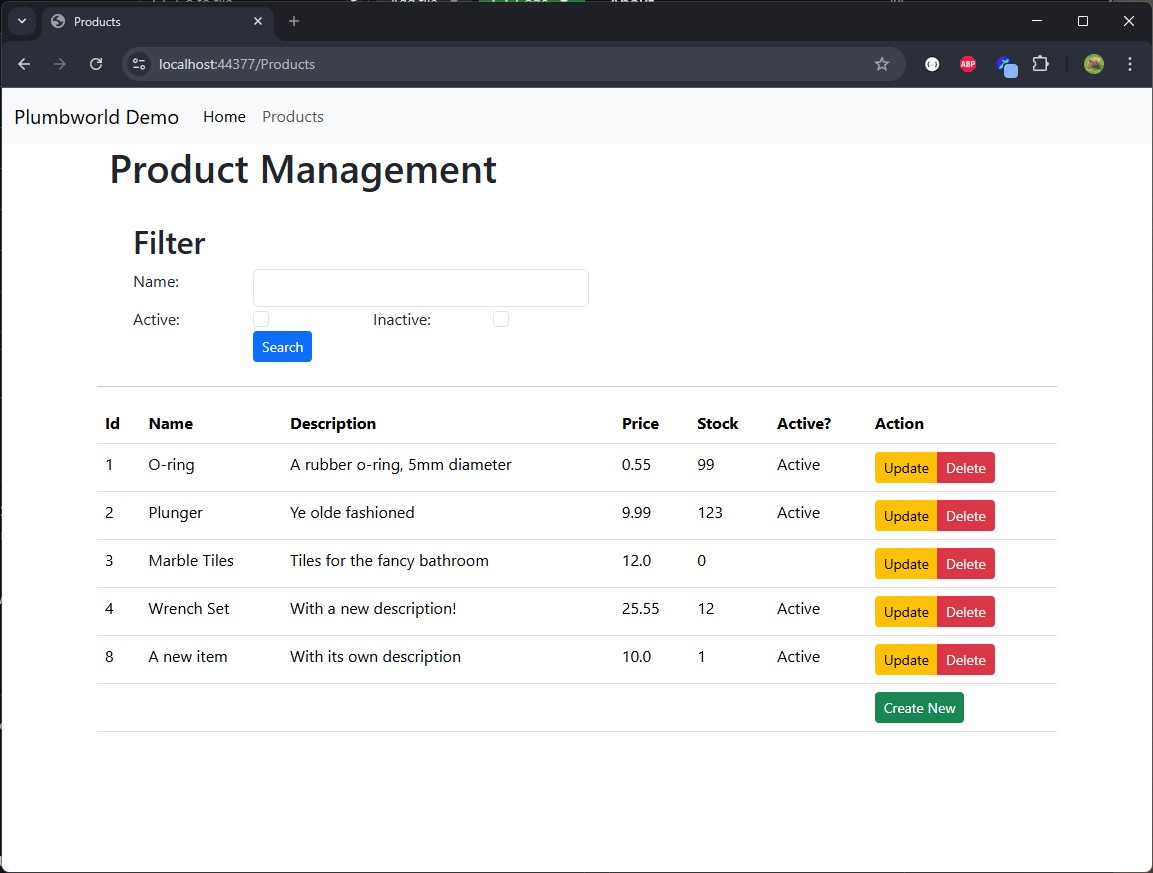 Products
localhost:44377/Products
ABP
Plumbworld Demo Home Products
Product Management
Filter
Name:
Active: Inactive:
Search
Id Name Description Price Stock Active? Action
1 O-ring A rubber o-ring, 5mm diameter 0.55 99 Active Update Delete
2 Plunger Ye olde fashioned 9.99 123 Active Update Delete
3 Marble Tiles Tiles for the fancy bathroom 12.0 0 Update Delete
4 Wrench Set With a new description! 25.55 12 Active Update Delete
8 A new item With its own description 10.0 1 Active Update Delete
Create New